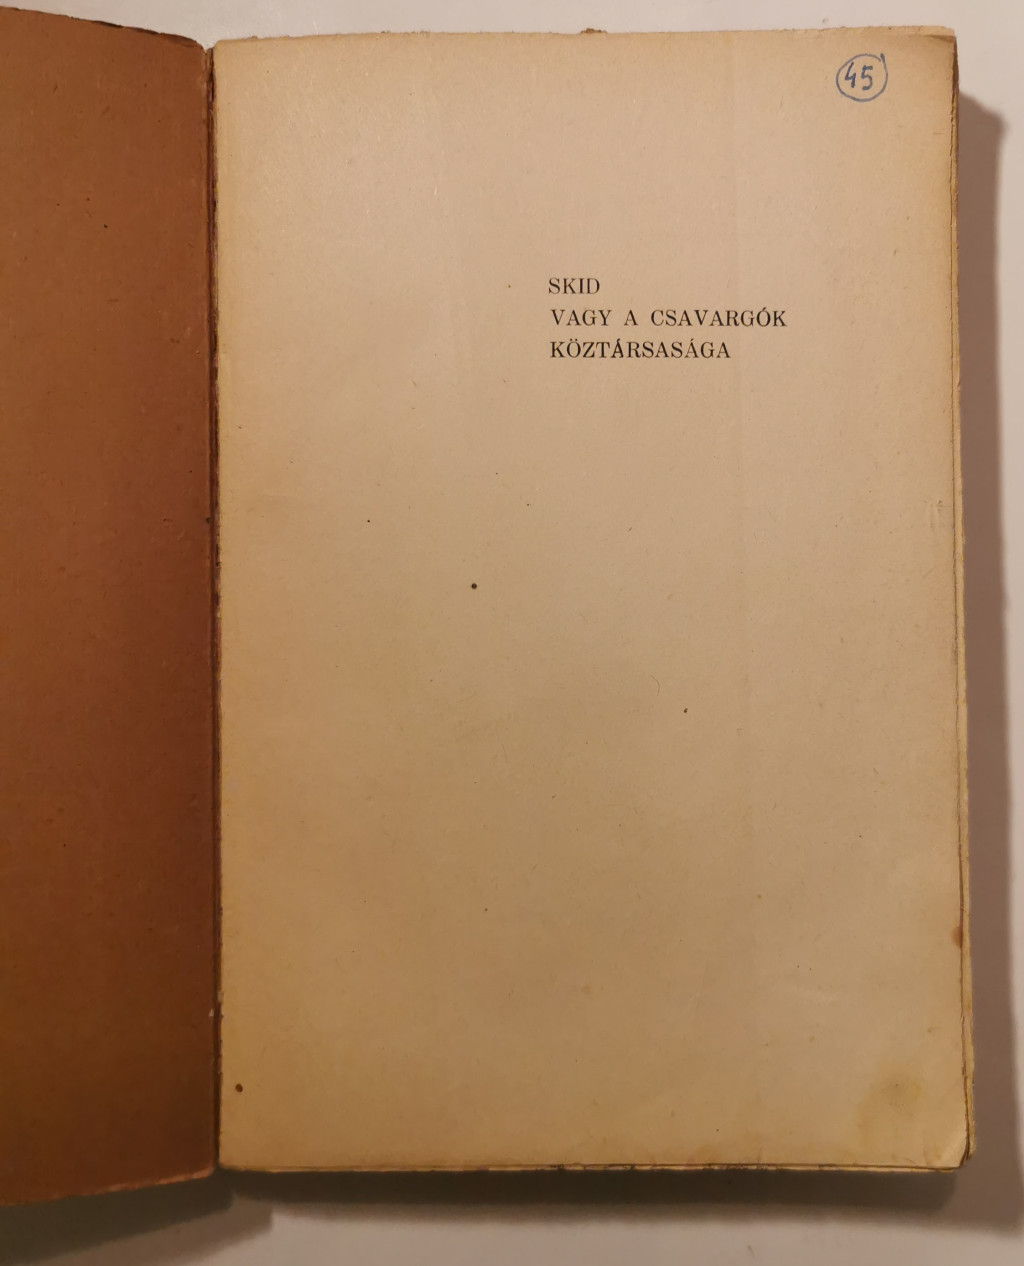 45
SKID
VAGY A CSAVARGÓK
KÖZTÁRSASÁGA